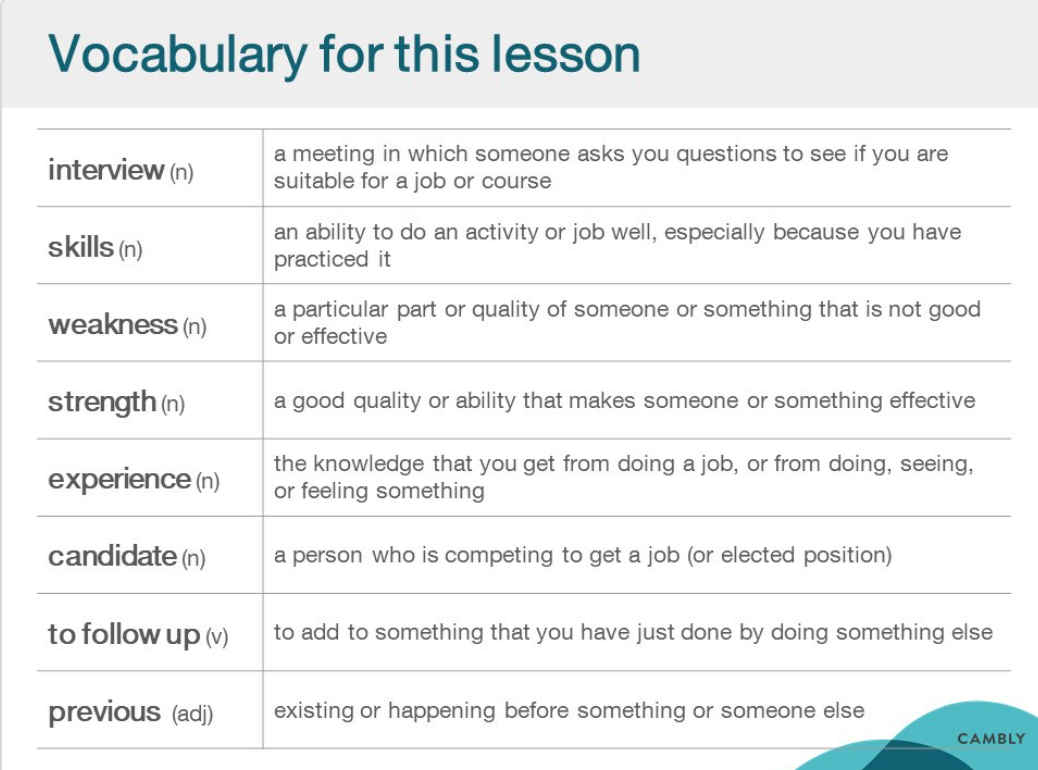 Vocabulary for this lesson
interview (n)
a meeting in which someone asks you questions to see if you are
suitable for a job or course
skills (n)
an ability to do an activity or job well, especially because you have
practiced it
weakness (n)
a particular part or quality of someone or something that is not good
or effective
strength (n)
a good quality or ability that makes someone or something effective
experience (n)
the knowledge that you get from doing a job, or from doing, seeing,
or feeling something
candidate (n)
a person who is competing to get a job (or elected position)
to follow up (v)
to add to something that you have just done by doing something else
previous (adj)
existing or happening before something or someone else
CAMBLY